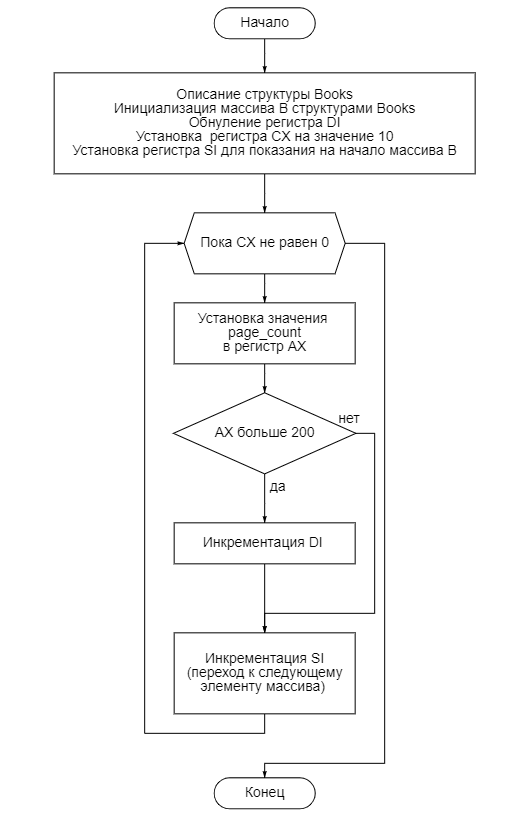 Начало
Описание структуры Books
Инициализация массива B структурами Books
Обнуление регистра DI
Установка регистра CX на значение 10
Установка регистра SI для показания на начало массива B
Пока CX не равен 0
Установка значения
page_count
в регистр AX
нет
AX больше 200
да
Инкрементация DI
Инкрементация SI
(переход к следующему
элементу массива)
Конец